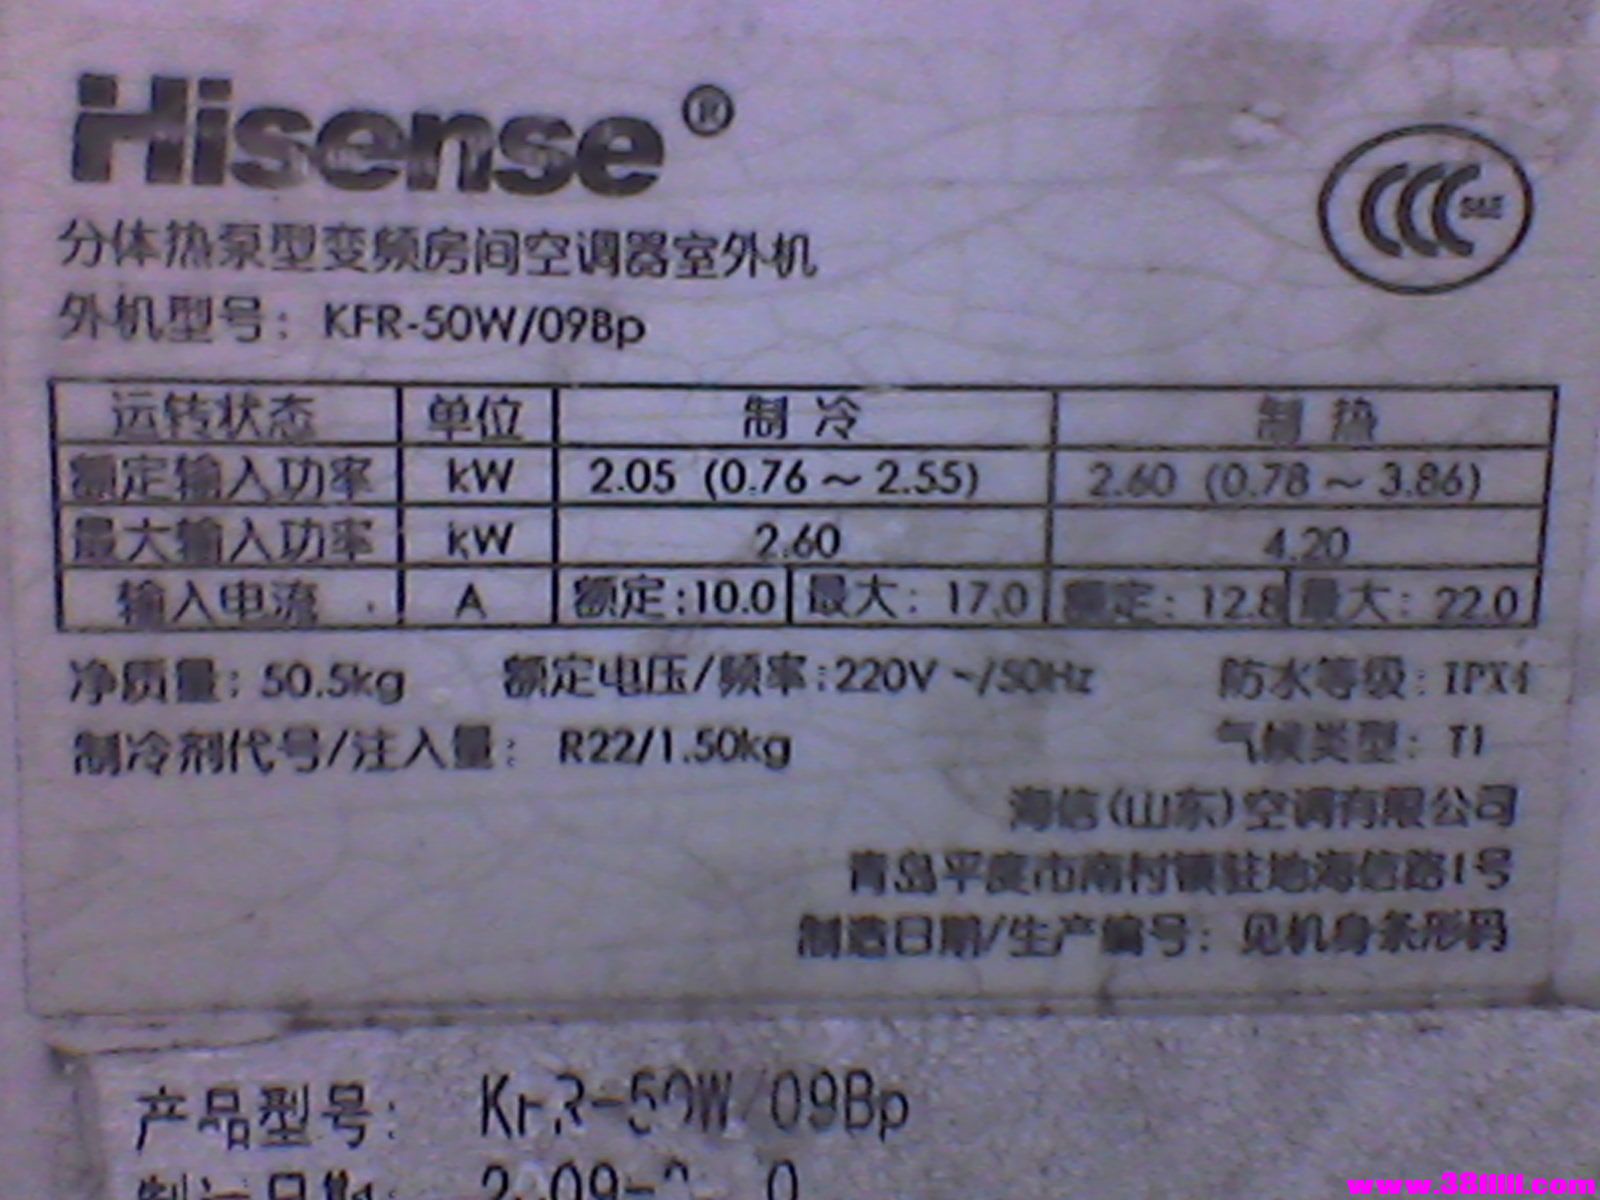 Hisense®
分体热泵型变频房间空调器室外机
外机型号: KFR-50W/09Bp
运转状态 单位 制冷 制热
额定输入功率 kW 2.05 (0.76~2.55) 2.60 (0.78~3.86)
最大输入功率 kW 2.60 4.20
输入电流 A 额定:10.0 最大: 17.0 额定: 12.8 最大: 22.0
净质量: 50.5kg 额定电压/频率:220V ~/50Hz 防水等级: IPX4
制冷剂代号/注入量: R22/1.50kg 气候类型: T1
海信(山东)空调有限公司
青岛平度市南村镇驻地海信路1号
制造日期/生产编号: 见机身条形码
产品型号: KFR-50W/09Bp
制造日期: